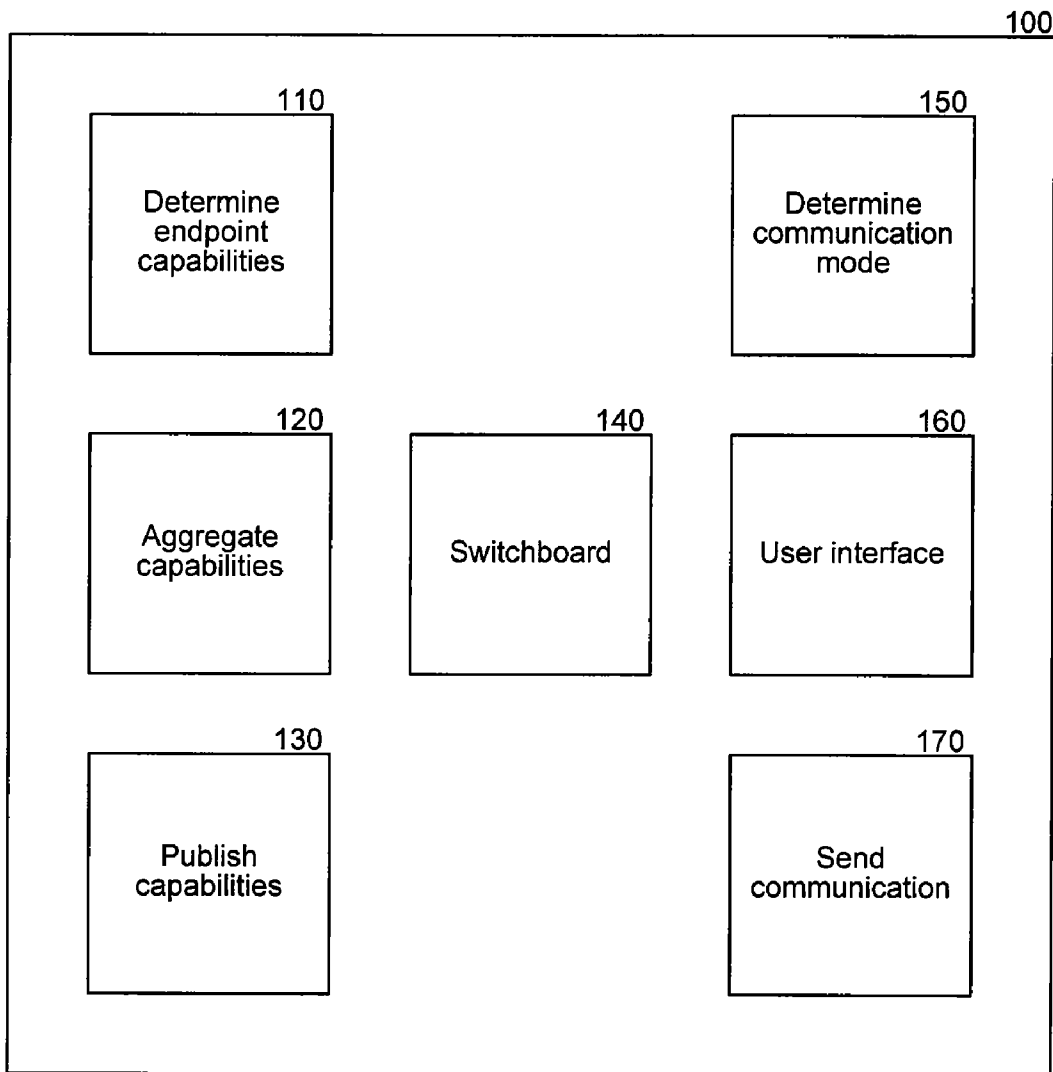 100
110
Determine
endpoint
capabilities
150
Determine
communication
mode
120
Aggregate
capabilities
140
Switchboard
160
User interface
130
Publish
capabilities
170
Send
communication